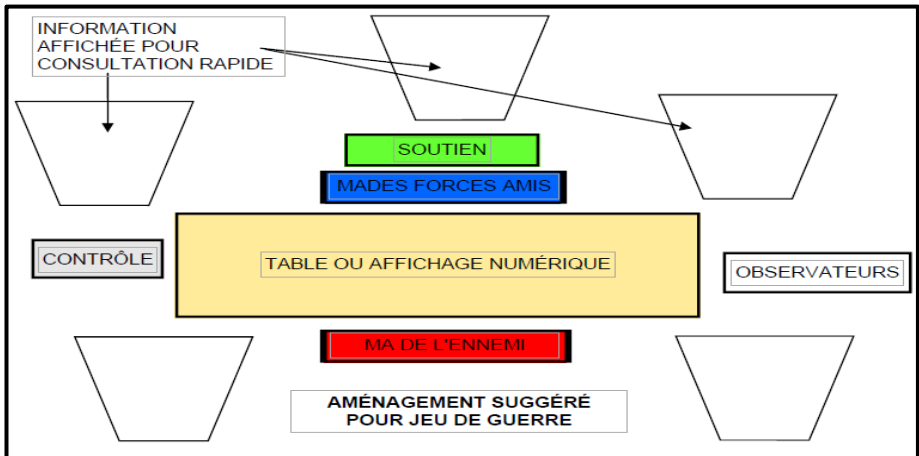 INFORMATION
AFFICHÉE POUR
CONSULTATION RAPIDE
SOUTIEN
MADES FORCES AMIS
CONTRÔLE
TABLE OU AFFICHAGE NUMÉRIQUE
OBSERVATEURS
MA DE L'ENNEMI
AMÉNAGEMENT SUGGÉRÉ
POUR JEU DE GUERRE